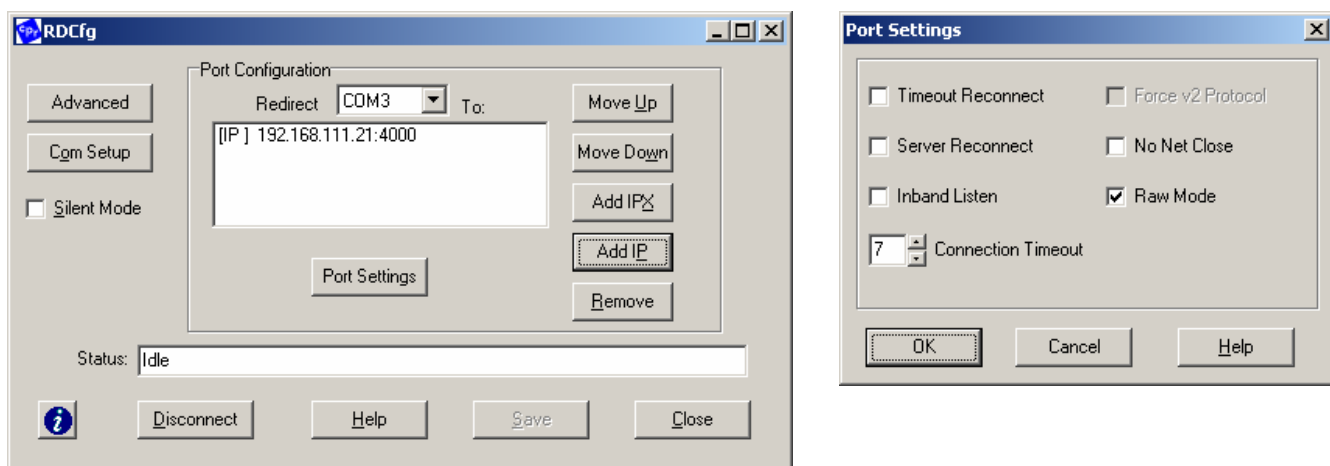 RDCfg
Port Configuration
Advanced
Redirect COM3 To:
Move Up
[IP ] 192.168.111.21:4000
Com Setup
Move Down
Silent Mode
Add IPX
Add IP
Port Settings
Remove
Status: Idle
Disconnect Help Save Close
Port Settings
Timeout Reconnect Force v2 Protocol
Server Reconnect No Net Close
Inband Listen Raw Mode
7 Connection Timeout
OK Cancel Help